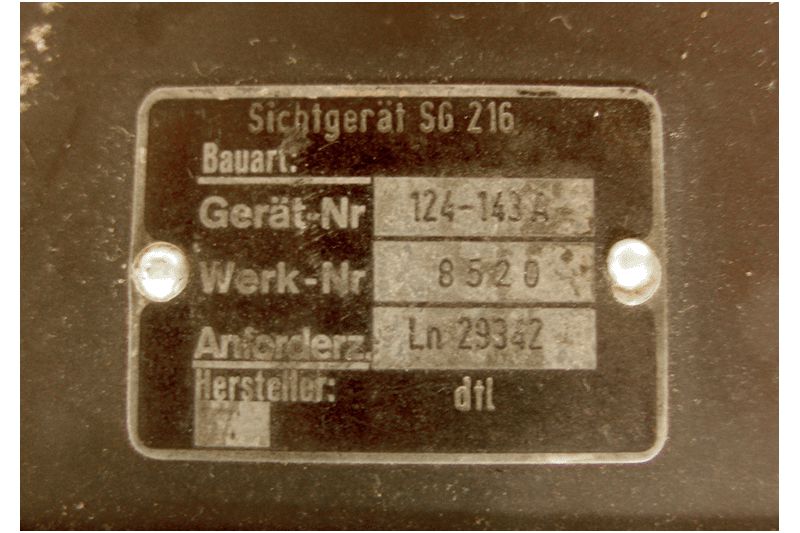 Sichtgerät SG 216
Bauart:
Gerät-Nr 124-143 A
Werk-Nr 8520
Anforderz. Ln 29342
Hersteller: dtl